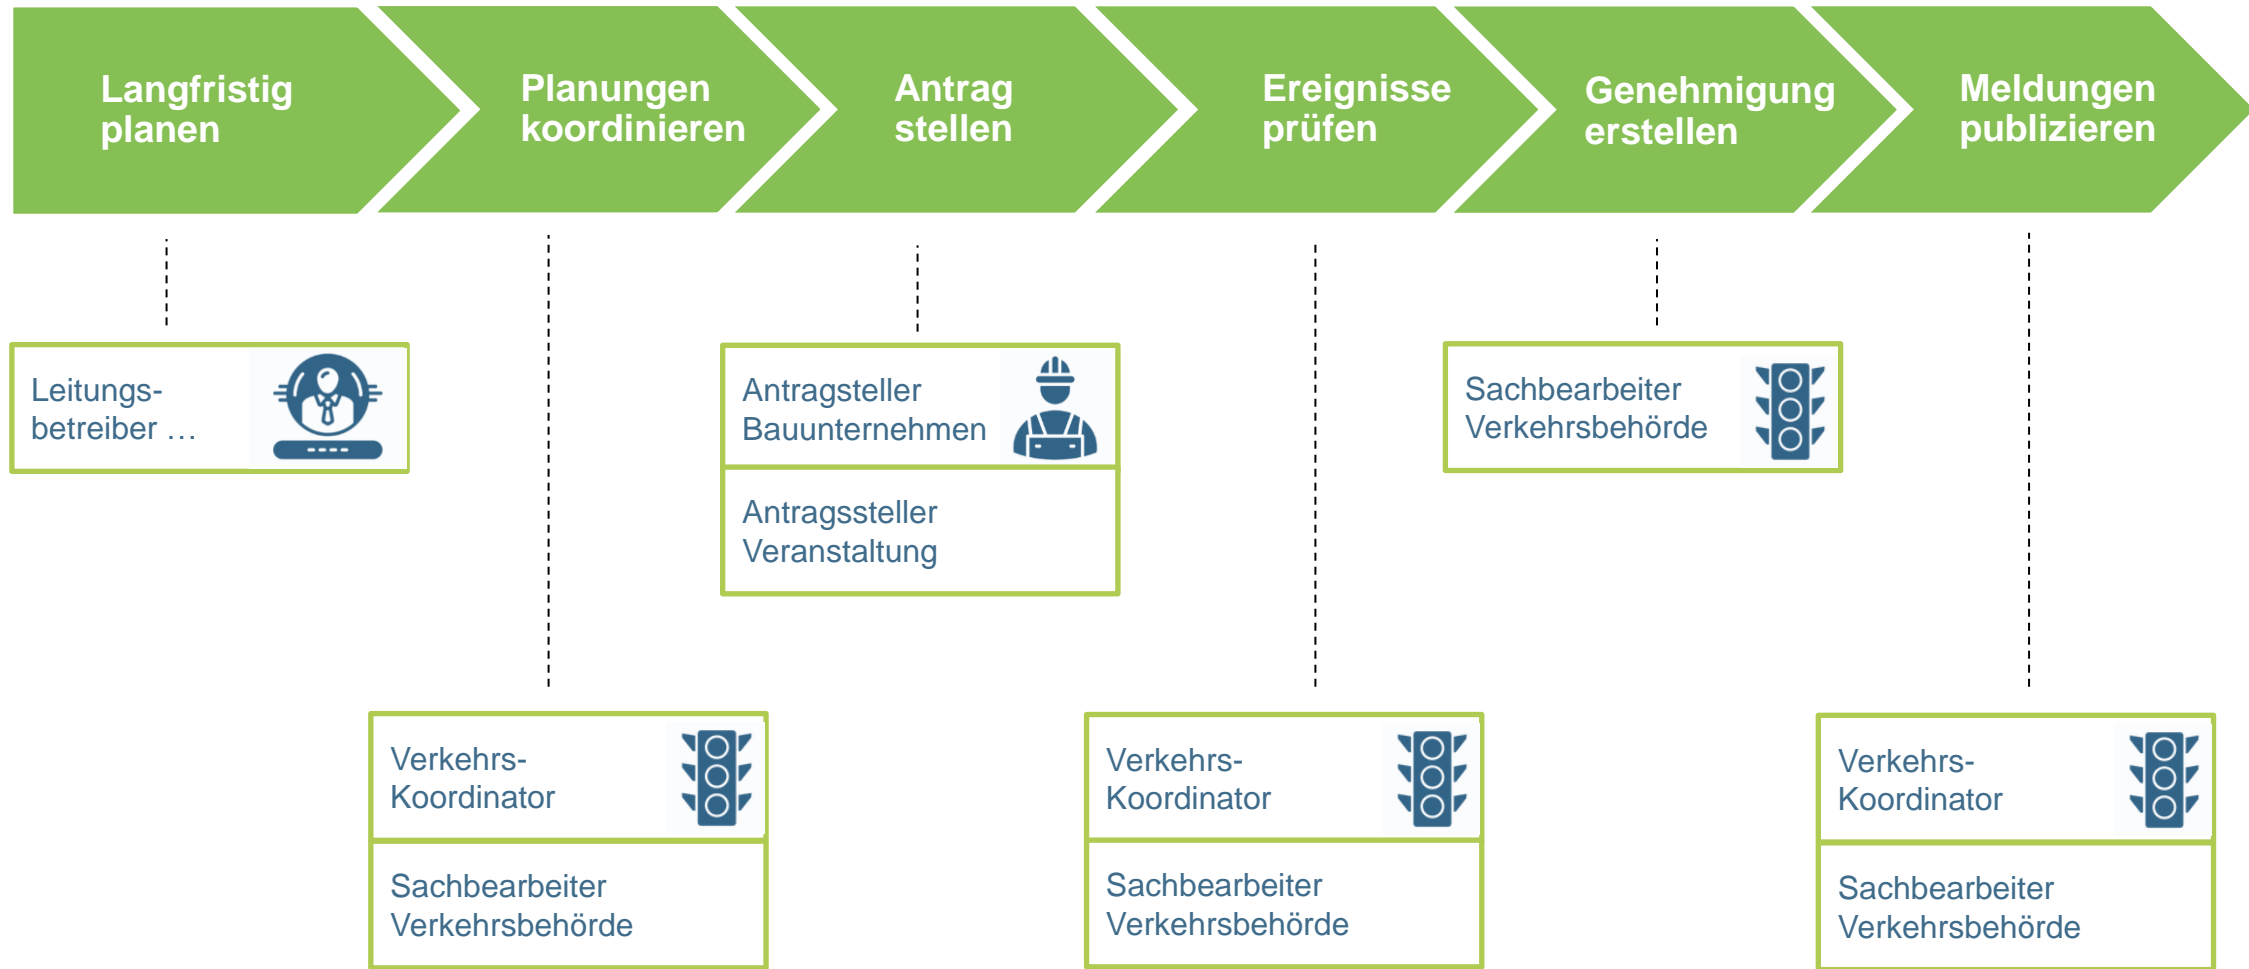 Langfristig
planen
Planungen
koordinieren
Antrag
stellen
Ereignisse
prüfen
Genehmigung
erstellen
Meldungen
publizieren
Leitungs-
betreiber …
Antragsteller
Bauunternehmen
Antragssteller
Veranstaltung
Sachbearbeiter
Verkehrsbehörde
Verkehrs-
Koordinator
Sachbearbeiter
Verkehrsbehörde
Verkehrs-
Koordinator
Sachbearbeiter
Verkehrsbehörde
Verkehrs-
Koordinator
Sachbearbeiter
Verkehrsbehörde